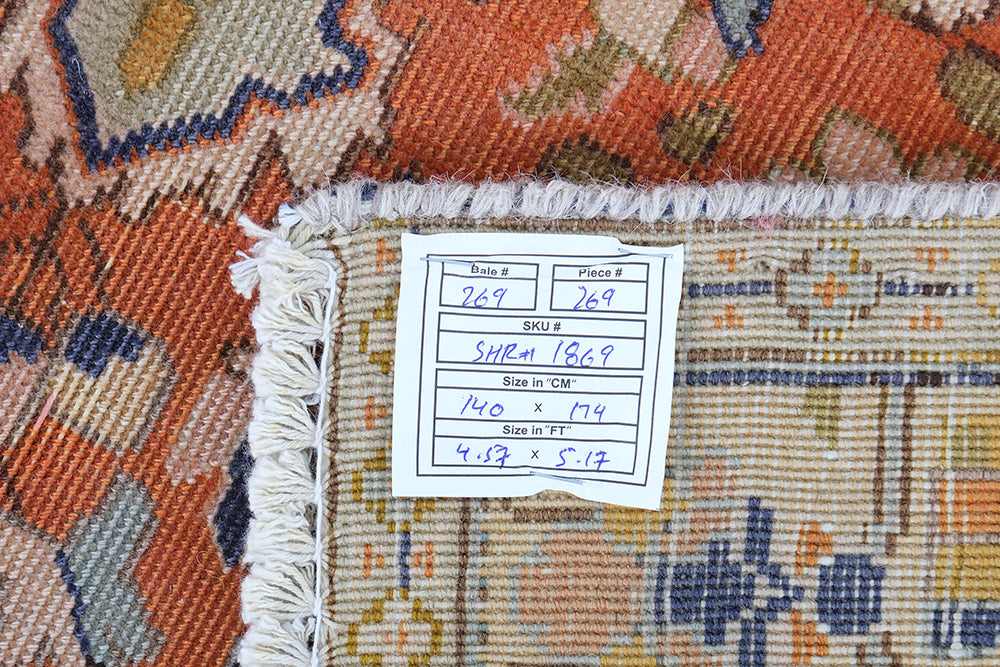 Bale # Piece #
269 269
SKU #
SHR#1 1869
Size in "CM"
140 x 174
Size in "FT"
4.57 x 5.17